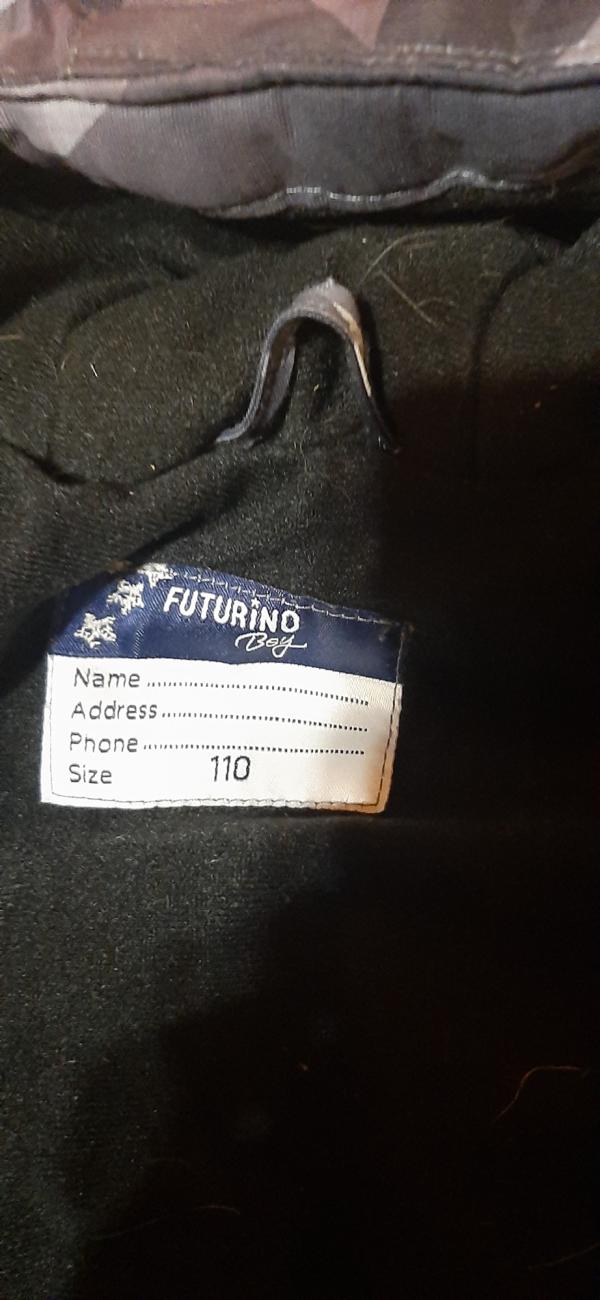 FUTURINO
Boy
Name........................................
Address........................................
Phone........................................
Size 110